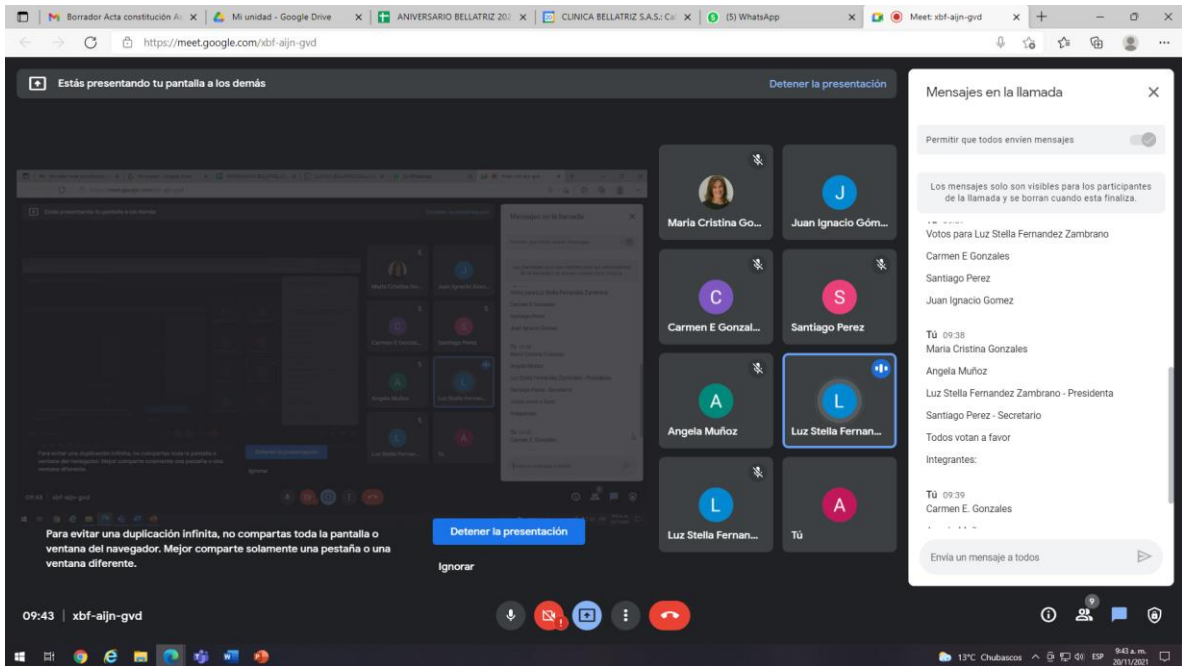 Borrador Acta constitución A
Mi unidad - Google Drive
ANIVERSARIO BELLATRIZ 202
CLINICA BELLATRIZ S.A.S.: Cal
(5) WhatsApp
Meet: xbf-aijn-gvd
https://meet.google.com/xbf-aijn-gvd
Estás presentando tu pantalla a los demás
Detener la presentación
Maria Cristina Go...
Juan Ignacio Góm...
Carmen E Gonzal...
Santiago Perez
Angela Muñoz
Luz Stella Fernan...
Luz Stella Fernan...
Tú
Para evitar una duplicación infinita, no compartas toda la pantalla o
ventana del navegador. Mejor comparte solamente una pestaña o una
ventana diferente.
Detener la presentación
Ignorar
Mensajes en la llamada
Permitir que todos envíen mensajes
Los mensajes solo son visibles para los participantes
de la llamada y se borran cuando esta finaliza.
Votos para Luz Stella Fernandez Zambrano
Carmen E Gonzales
Santiago Perez
Juan Ignacio Gomez
Tú 09:38
Maria Cristina Gonzales
Angela Muñoz
Luz Stella Fernandez Zambrano - Presidenta
Santiago Perez - Secretario
Todos votan a favor
Integrantes:
Tú 09:39
Carmen E. Gonzales
Envía un mensaje a todos
09:43 | xbf-aijn-gvd
9
13°C Chubascos
ESP
9:43 a. m.
20/11/2021